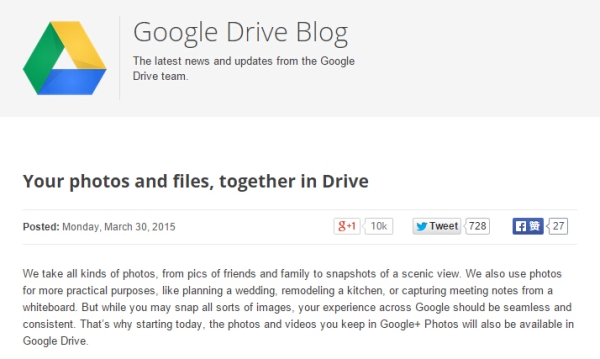 Google Drive Blog
The latest news and updates from the Google
Drive team.
Your photos and files, together in Drive
Posted: Monday, March 30, 2015 g+1 10k Tweet 728 f 赞 27
We take all kinds of photos, from pics of friends and family to snapshots of a scenic view. We also use photos
for more practical purposes, like planning a wedding, remodeling a kitchen, or capturing meeting notes from a
whiteboard. But while you may snap all sorts of images, your experience across Google should be seamless and
consistent. That's why starting today, the photos and videos you keep in Google+ Photos will also be available in
Google Drive.